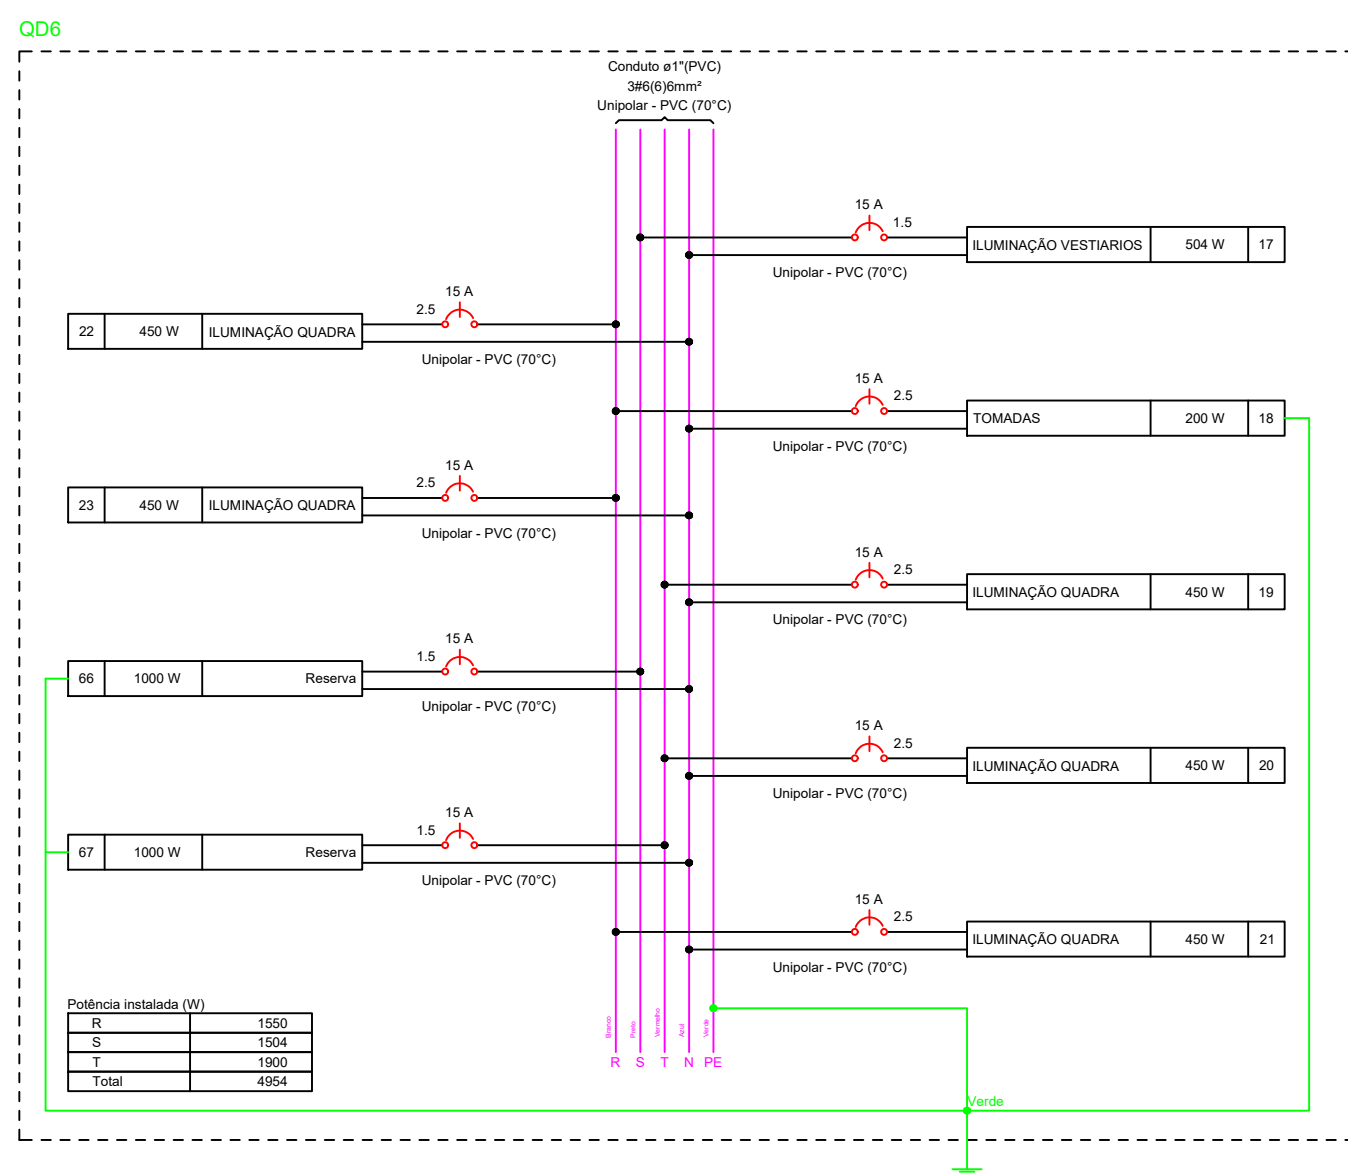 QD6
Conduto ø1"(PVC)
3#6(6)6mm²
Unipolar - PVC (70°C)
15 A
1.5
ILUMINAÇÃO VESTIARIOS 504 W 17
Unipolar - PVC (70°C)
15 A
2.5
22 450 W ILUMINAÇÃO QUADRA
Unipolar - PVC (70°C)
15 A
2.5
TOMADAS 200 W 18
Unipolar - PVC (70°C)
15 A
2.5
23 450 W ILUMINAÇÃO QUADRA
Unipolar - PVC (70°C)
15 A
2.5
ILUMINAÇÃO QUADRA 450 W 19
Unipolar - PVC (70°C)
15 A
1.5
66 1000 W Reserva
Unipolar - PVC (70°C)
15 A
2.5
ILUMINAÇÃO QUADRA 450 W 20
Unipolar - PVC (70°C)
15 A
1.5
67 1000 W Reserva
Unipolar - PVC (70°C)
15 A
2.5
ILUMINAÇÃO QUADRA 450 W 21
Unipolar - PVC (70°C)
Potência instalada (W)
R 1550
S 1504
T 1900
Total 4954
Branco Preto Vermelho Azul Verde
R S T N PE
Verde